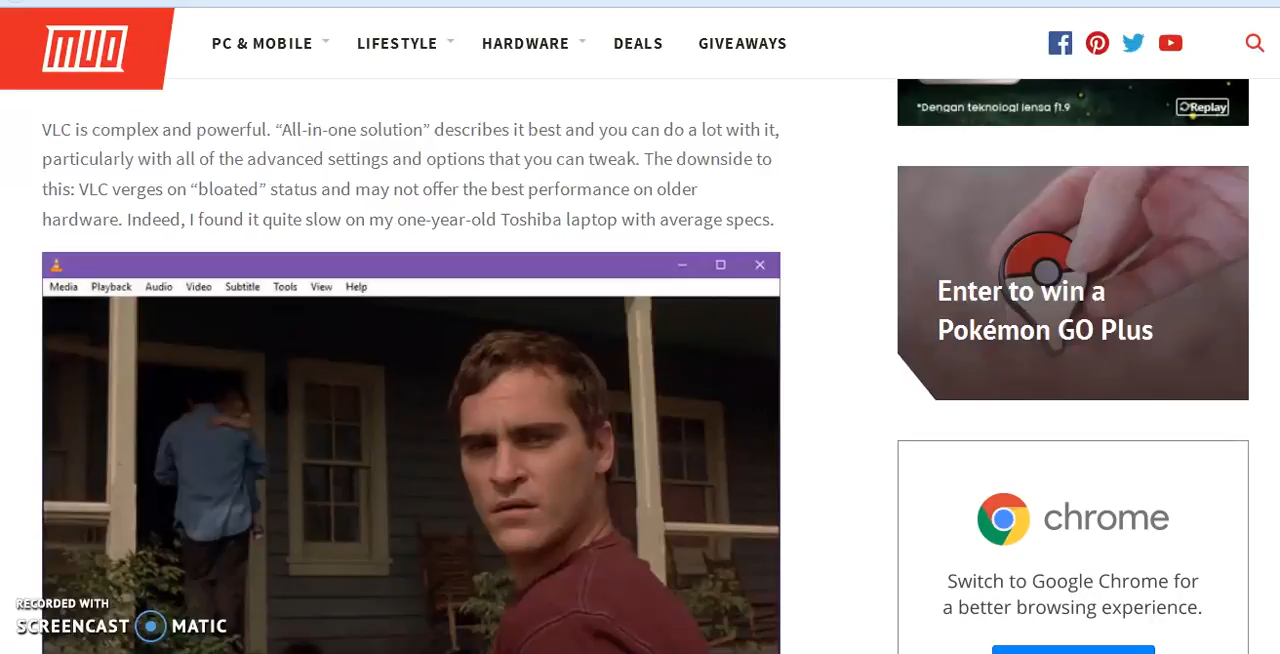 MUO
PC & MOBILE
LIFESTYLE
HARDWARE
DEALS
GIVEAWAYS
*Dengan teknologi lensa f1.9
Replay
VLC is complex and powerful. “All-in-one solution” describes it best and you can do a lot with it,
particularly with all of the advanced settings and options that you can tweak. The downside to
this: VLC verges on “bloated” status and may not offer the best performance on older
hardware. Indeed, I found it quite slow on my one-year-old Toshiba laptop with average specs.
Media Playback Audio Video Subtitle Tools View Help
Enter to win a
Pokémon GO Plus
chrome
Switch to Google Chrome for
a better browsing experience.
RECORDED WITH
SCREENCAST MATIC